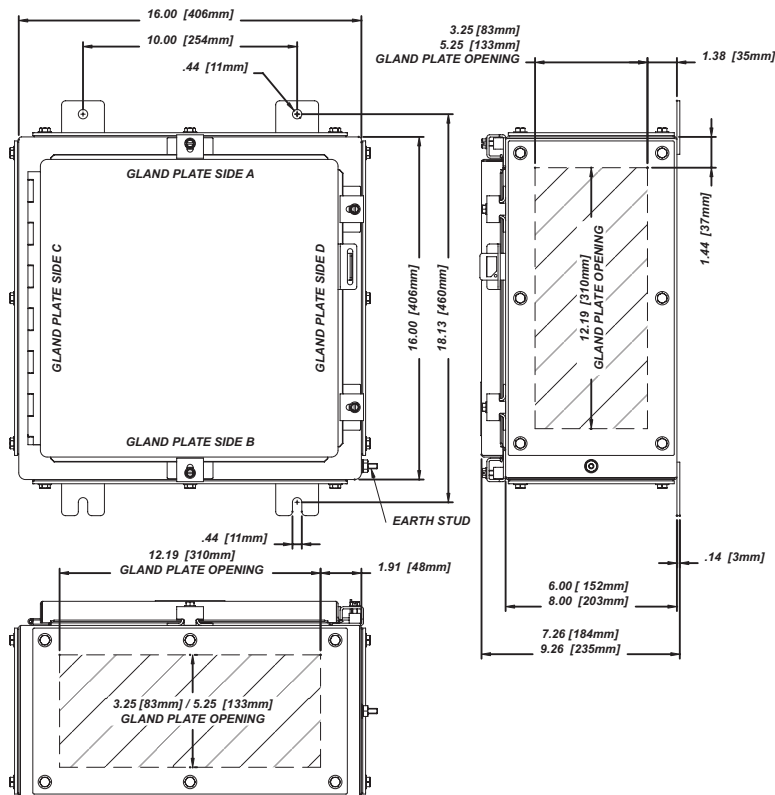 16.00 [406mm]
10.00 [254mm]
.44 [11mm]
3.25 [83mm]
5.25 [133mm]
GLAND PLATE OPENING
1.38 [35mm]
GLAND PLATE SIDE A
GLAND PLATE SIDE C
GLAND PLATE SIDE D
GLAND PLATE SIDE B
16.00 [406mm]
18.13 [460mm]
12.19 [310mm]
GLAND PLATE OPENING
1.44 [37mm]
EARTH STUD
.44 [11mm]
12.19 [310mm]
GLAND PLATE OPENING
1.91 [48mm]
.14 [3mm]
6.00 [ 152mm]
8.00 [203mm]
7.26 [184mm]
9.26 [235mm]
3.25 [83mm] / 5.25 [133mm]
GLAND PLATE OPENING